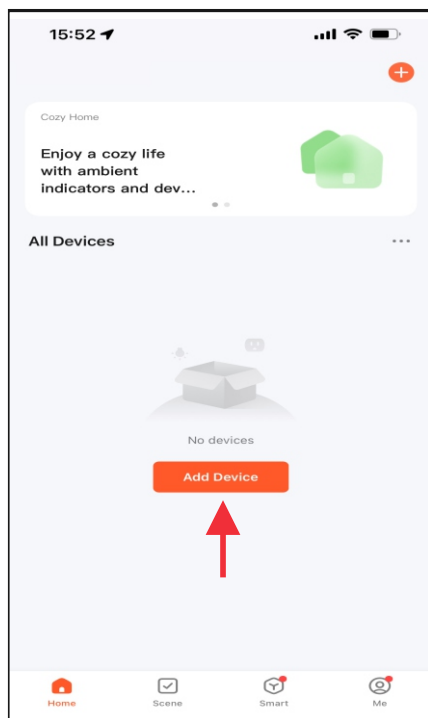 15:52
Cozy Home
Enjoy a cozy life
with ambient
indicators and dev...
All Devices
No devices
Add Device
Home
Scene
Smart
Me